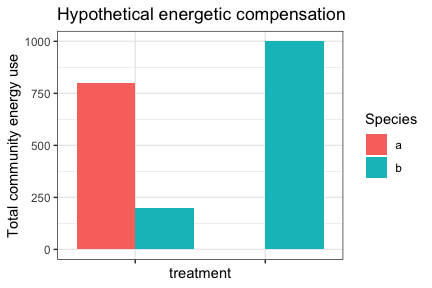 Hypothetical energetic compensation
Total community energy use
1000
750
500
250
0
treatment
Species
a
b